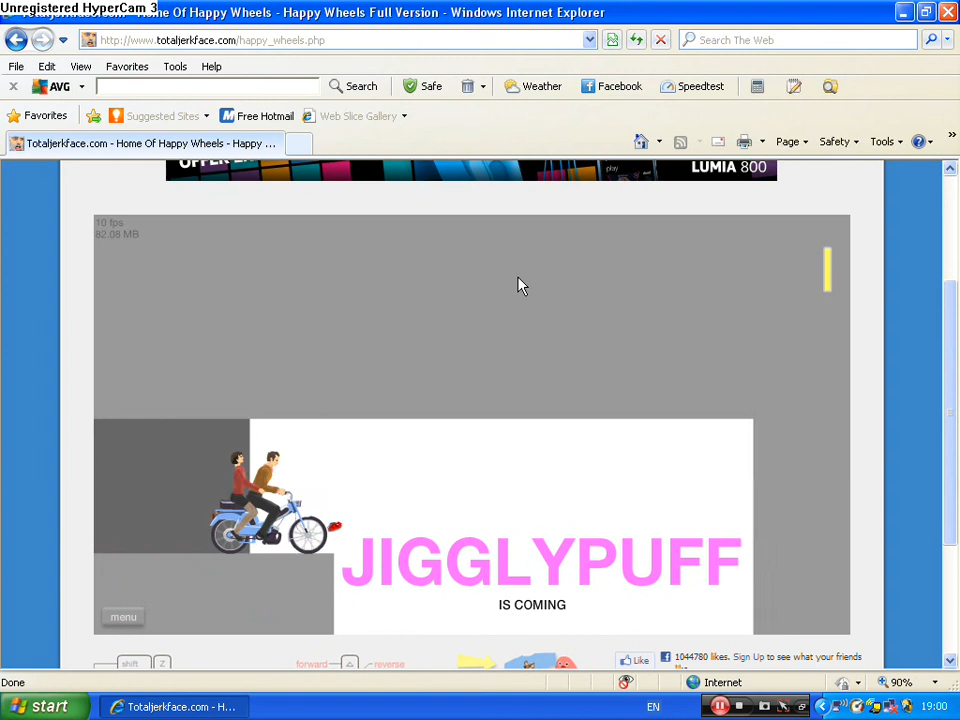 Unregistered HyperCam 3
Totaljerkface.com - Home Of Happy Wheels - Happy Wheels Full Version - Windows Internet Explorer
http://www.totaljerkface.com/happy_wheels.php
Search The Web
File Edit View Favorites Tools Help
AVG Search Safe Weather Facebook Speedtest
Favorites Suggested Sites Free Hotmail Web Slice Gallery
Totaljerkface.com - Home Of Happy Wheels - Happy ...
Page Safety Tools
play
LUMIA 800
10 fps
82.08 MB
JIGGLYPUFF
IS COMING
menu
shift Z forward reverse
Like 1044780 likes. Sign Up to see what your friends
Done Internet 90%
start Totaljerkface.com - H... EN 19:00